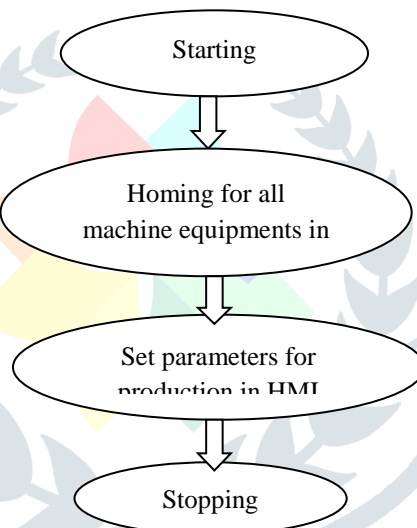 Starting
Homing for all
machine equipments in
Set parameters for
production in HMI
Stopping